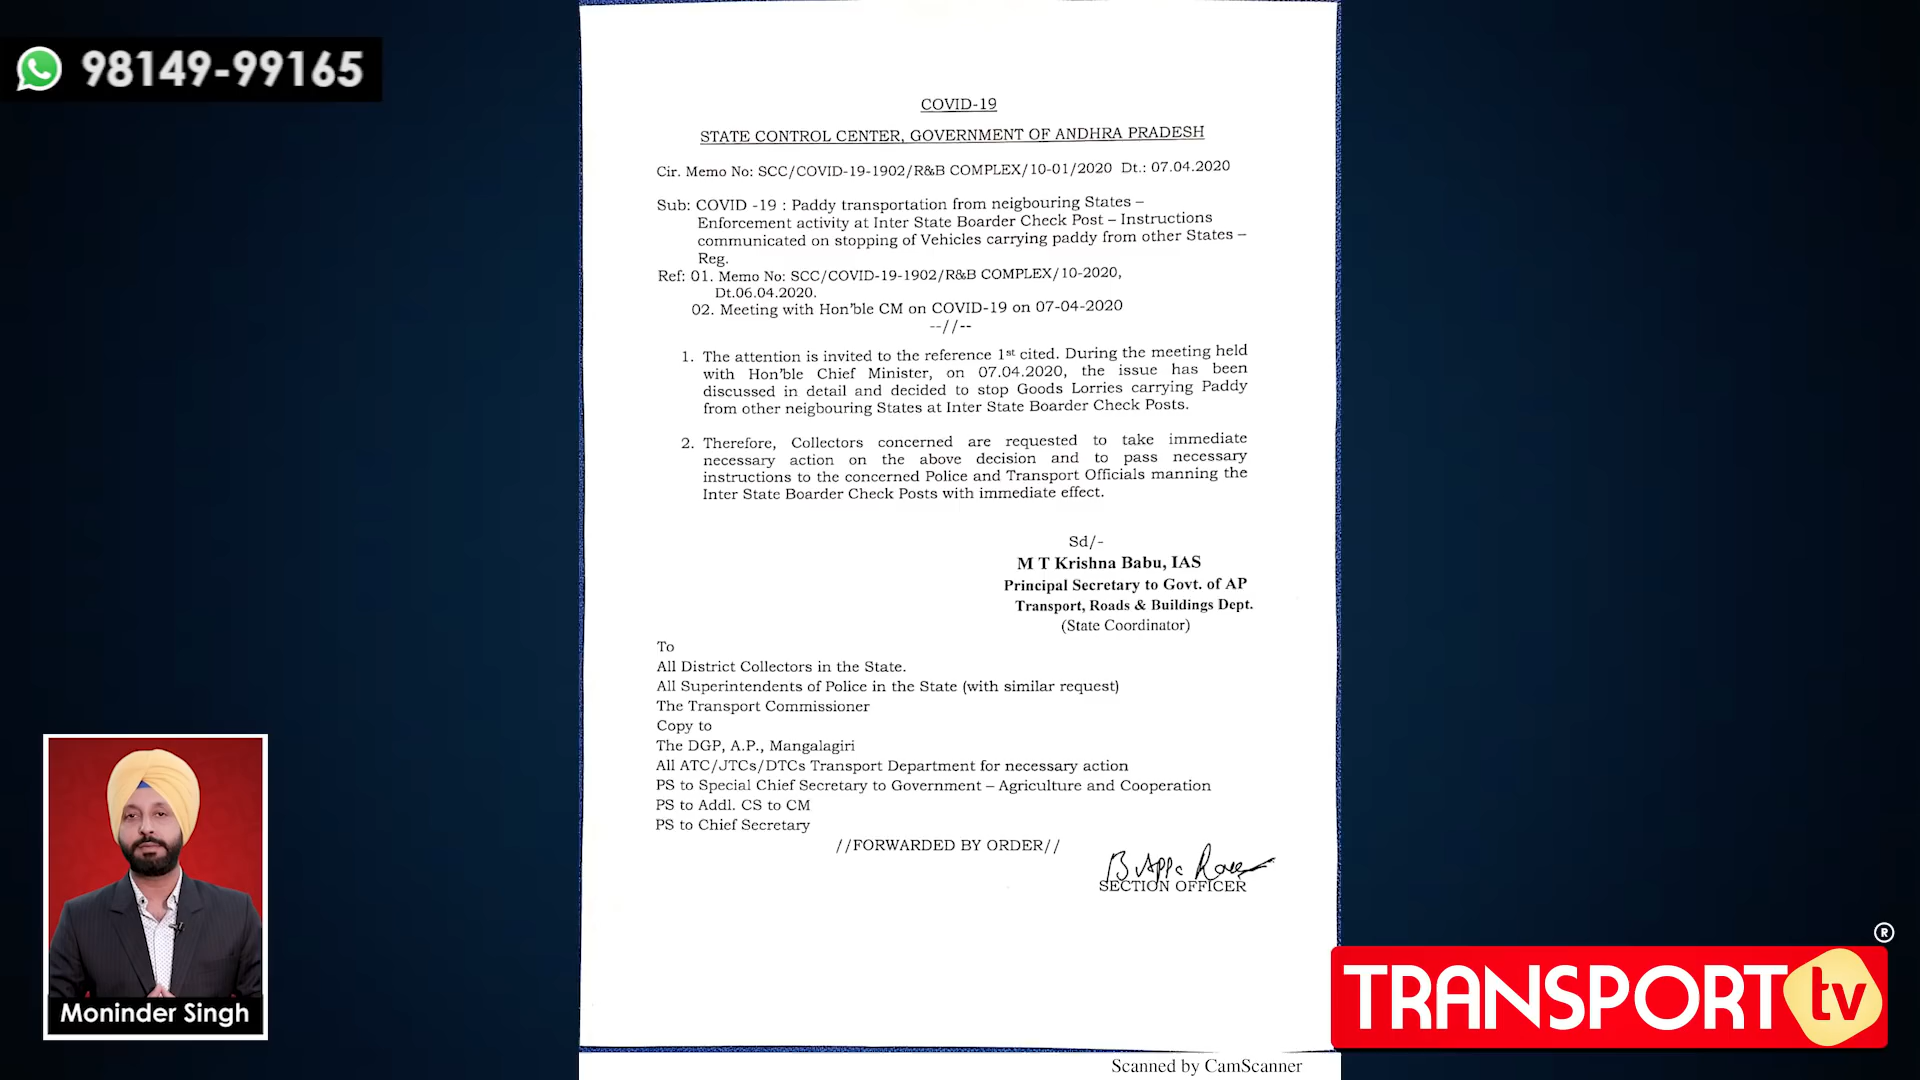 98149-99165
COVID-19
STATE CONTROL CENTER, GOVERNMENT OF ANDHRA PRADESH
Cir. Memo No: SCC/COVID-19-1902/R&B COMPLEX/10-01/2020 Dt.: 07.04.2020
Sub: COVID -19 : Paddy transportation from neigbouring States –
Enforcement activity at Inter State Boarder Check Post – Instructions
communicated on stopping of Vehicles carrying paddy from other States –
Reg.
Ref: 01. Memo No: SCC/COVID-19-1902/R&B COMPLEX/10-2020,
Dt.06.04.2020.
02. Meeting with Hon'ble CM on COVID-19 on 07-04-2020
--//--
1. The attention is invited to the reference 1st cited. During the meeting held
with Hon'ble Chief Minister, on 07.04.2020, the issue has been
discussed in detail and decided to stop Goods Lorries carrying Paddy
from other neigbouring States at Inter State Boarder Check Posts.
2. Therefore, Collectors concerned are requested to take immediate
necessary action on the above decision and to pass necessary
instructions to the concerned Police and Transport Officials manning the
Inter State Boarder Check Posts with immediate effect.
Sd/-
M T Krishna Babu, IAS
Principal Secretary to Govt. of AP
Transport, Roads & Buildings Dept.
(State Coordinator)
To
All District Collectors in the State.
All Superintendents of Police in the State (with similar request)
The Transport Commissioner
Copy to
The DGP, A.P., Mangalagiri
All ATC/JTCs/DTCs Transport Department for necessary action
PS to Special Chief Secretary to Government – Agriculture and Cooperation
PS to Addl. CS to CM
PS to Chief Secretary
//FORWARDED BY ORDER//
SECTION OFFICER
Moninder Singh
TRANSPORT tv ®
Scanned by CamScanner